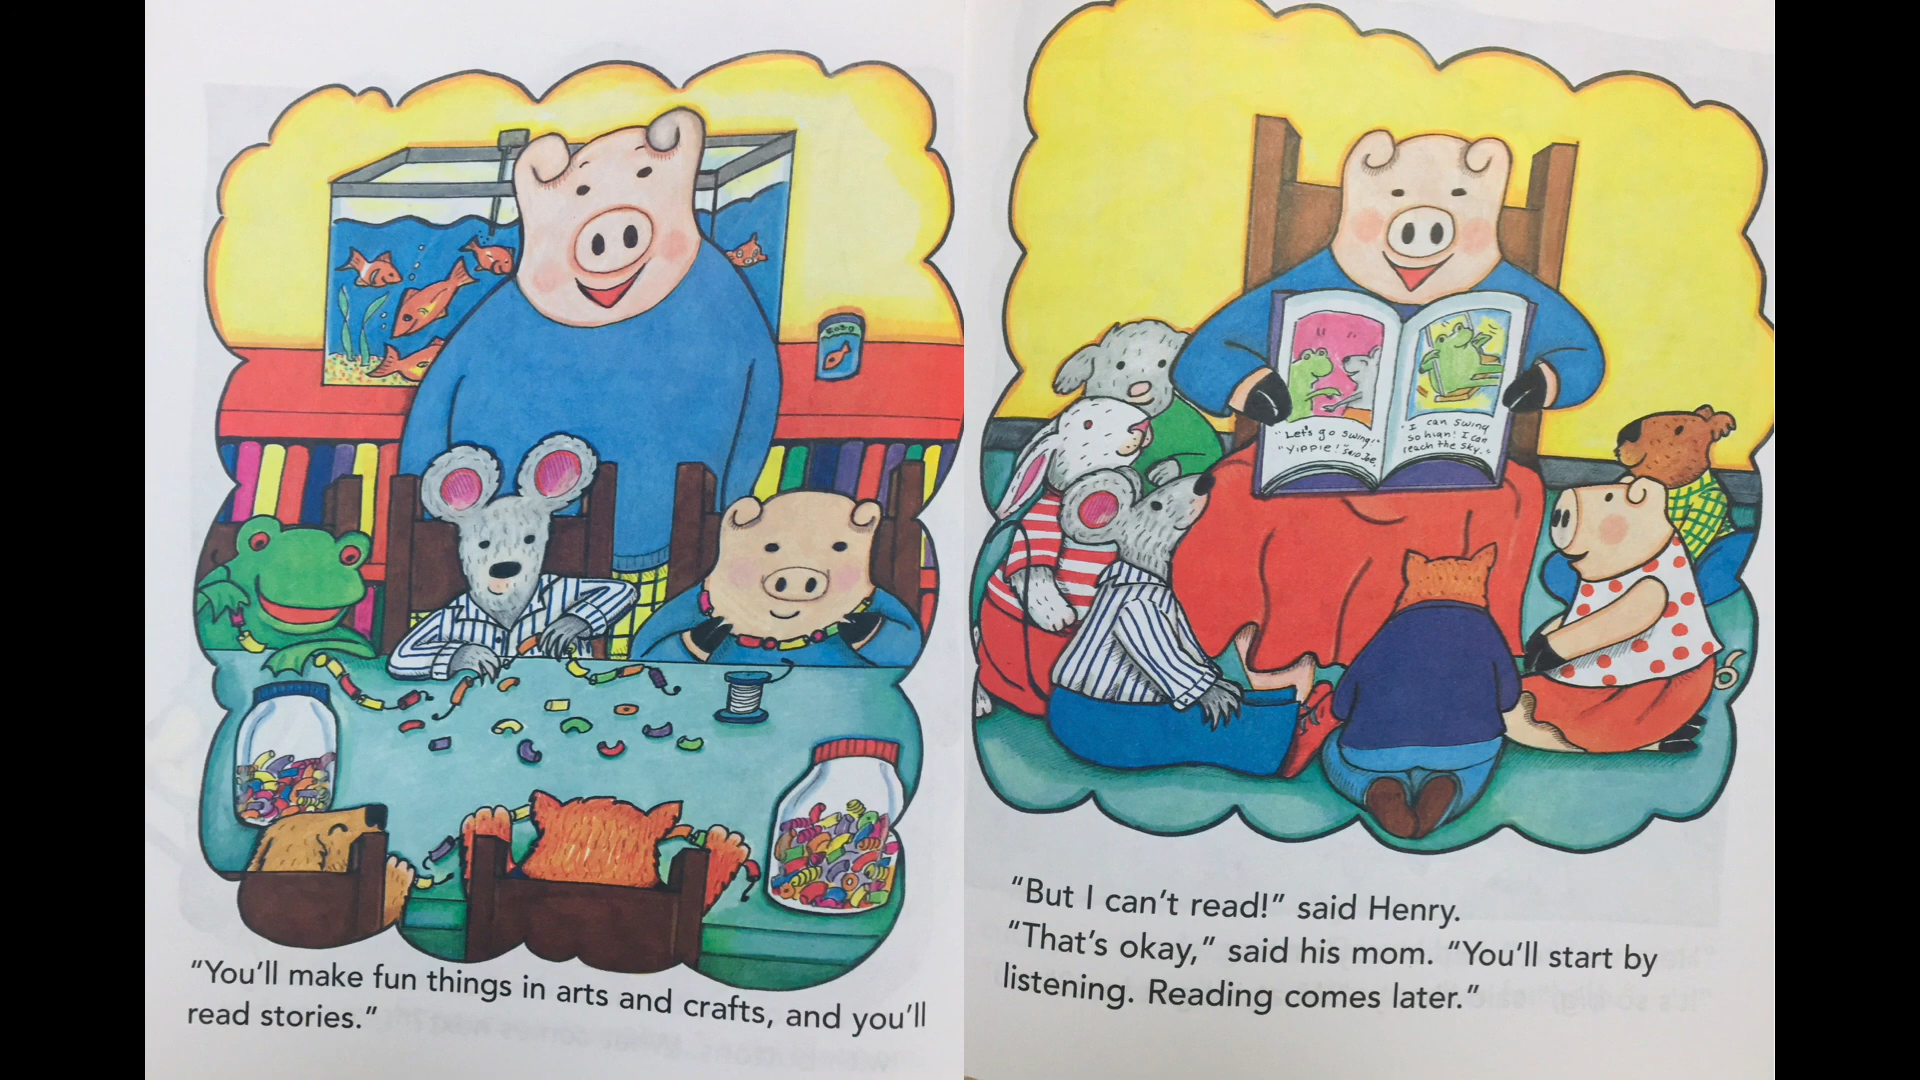 "You'll make fun things in arts and crafts, and you'll
read stories."
"Let's go swing!"
"Yippie!" said Joe.
"I can swing
so high! I can
reach the sky."
"But I can't read!" said Henry.
"That's okay," said his mom. "You'll start by
listening. Reading comes later."